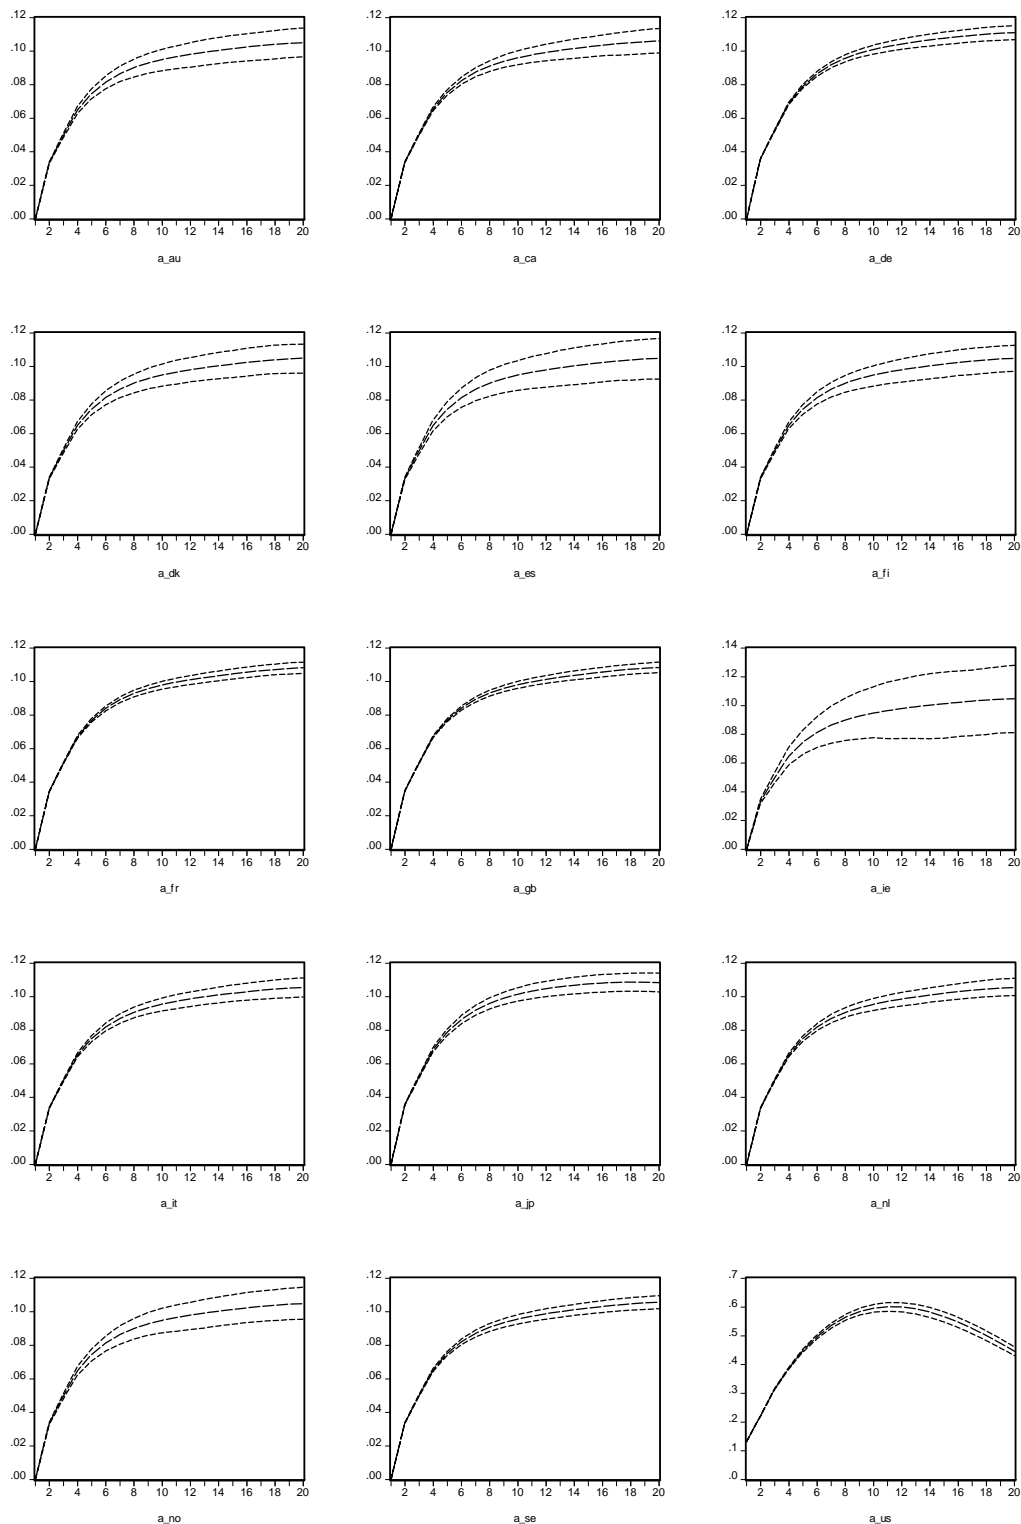 .12 .12 .12
.10 .10 .10
.08 .08 .08
.06 .06 .06
.04 .04 .04
.02 .02 .02
.00 .00 .00
2 4 6 8 10 12 14 16 18 20 2 4 6 8 10 12 14 16 18 20 2 4 6 8 10 12 14 16 18 20
a_au a_ca a_de
.12 .12 .12
.10 .10 .10
.08 .08 .08
.06 .06 .06
.04 .04 .04
.02 .02 .02
.00 .00 .00
2 4 6 8 10 12 14 16 18 20 2 4 6 8 10 12 14 16 18 20 2 4 6 8 10 12 14 16 18 20
a_dk a_es a_fi
.12 .12 .14
.10 .10 .12
.08 .08 .10
.06 .06 .08
.04 .04 .06
.02 .02 .04
.00 .00 .02
.00
2 4 6 8 10 12 14 16 18 20 2 4 6 8 10 12 14 16 18 20 2 4 6 8 10 12 14 16 18 20
a_fr a_gb a_ie
.12 .12 .12
.10 .10 .10
.08 .08 .08
.06 .06 .06
.04 .04 .04
.02 .02 .02
.00 .00 .00
2 4 6 8 10 12 14 16 18 20 2 4 6 8 10 12 14 16 18 20 2 4 6 8 10 12 14 16 18 20
a_it a_jp a_nl
.12 .12 .7
.10 .10 .6
.08 .08 .5
.06 .06 .4
.04 .04 .3
.02 .02 .2
.00 .00 .1
.0
2 4 6 8 10 12 14 16 18 20 2 4 6 8 10 12 14 16 18 20 2 4 6 8 10 12 14 16 18 20
a_no a_se a_us